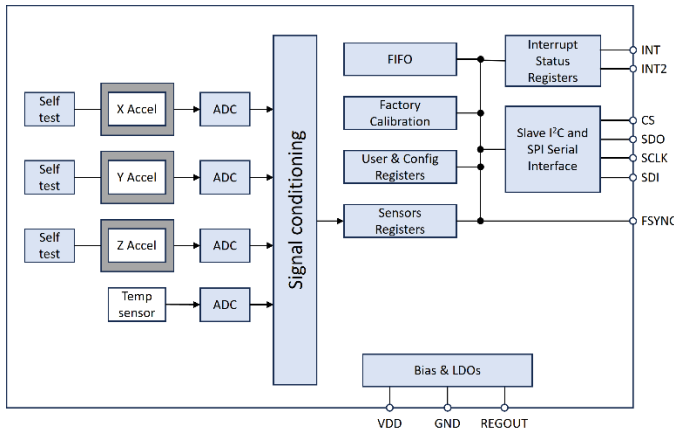 Self
test
X Accel
ADC
Self
test
Y Accel
ADC
Self
test
Z Accel
ADC
Temp
sensor
ADC
Signal conditioning
FIFO
Factory
Calibration
User & Config
Registers
Sensors
Registers
Interrupt
Status
Registers
Slave I²C and
SPI Serial
Interface
INT
INT2
CS
SDO
SCLK
SDI
FSYNC
Bias & LDOs
VDD
GND
REGOUT